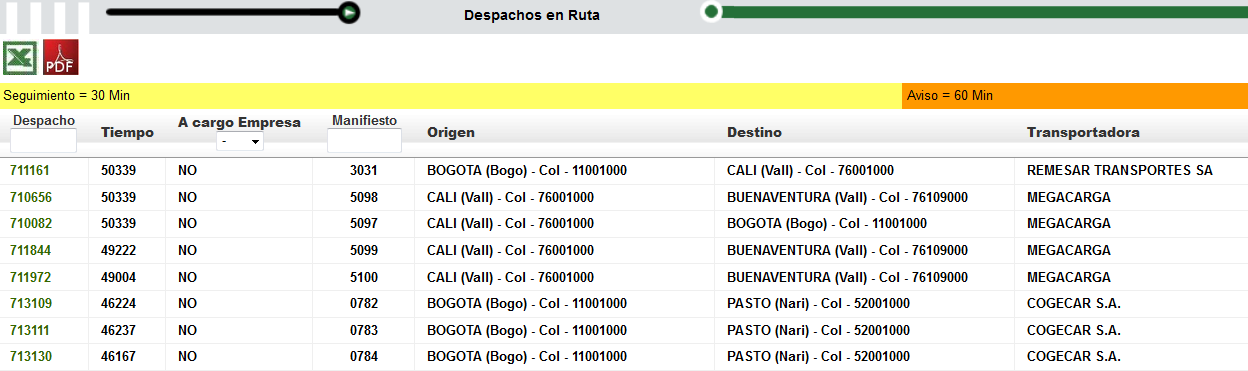 Despachos en Ruta
PDF
Seguimiento = 30 Min Aviso = 60 Min
Despacho Tiempo A cargo Empresa - Manifiesto Origen Destino Transportadora
711161 50339 NO 3031 BOGOTA (Bogo) - Col - 11001000 CALI (Vall) - Col - 76001000 REMESAR TRANSPORTES SA
710656 50339 NO 5098 CALI (Vall) - Col - 76001000 BUENAVENTURA (Vall) - Col - 76109000 MEGACARGA
710082 50339 NO 5097 CALI (Vall) - Col - 76001000 BOGOTA (Bogo) - Col - 11001000 MEGACARGA
711844 49222 NO 5099 CALI (Vall) - Col - 76001000 BUENAVENTURA (Vall) - Col - 76109000 MEGACARGA
711972 49004 NO 5100 CALI (Vall) - Col - 76001000 BUENAVENTURA (Vall) - Col - 76109000 MEGACARGA
713109 46224 NO 0782 BOGOTA (Bogo) - Col - 11001000 PASTO (Nari) - Col - 52001000 COGECAR S.A.
713111 46237 NO 0783 BOGOTA (Bogo) - Col - 11001000 PASTO (Nari) - Col - 52001000 COGECAR S.A.
713130 46167 NO 0784 BOGOTA (Bogo) - Col - 11001000 PASTO (Nari) - Col - 52001000 COGECAR S.A.